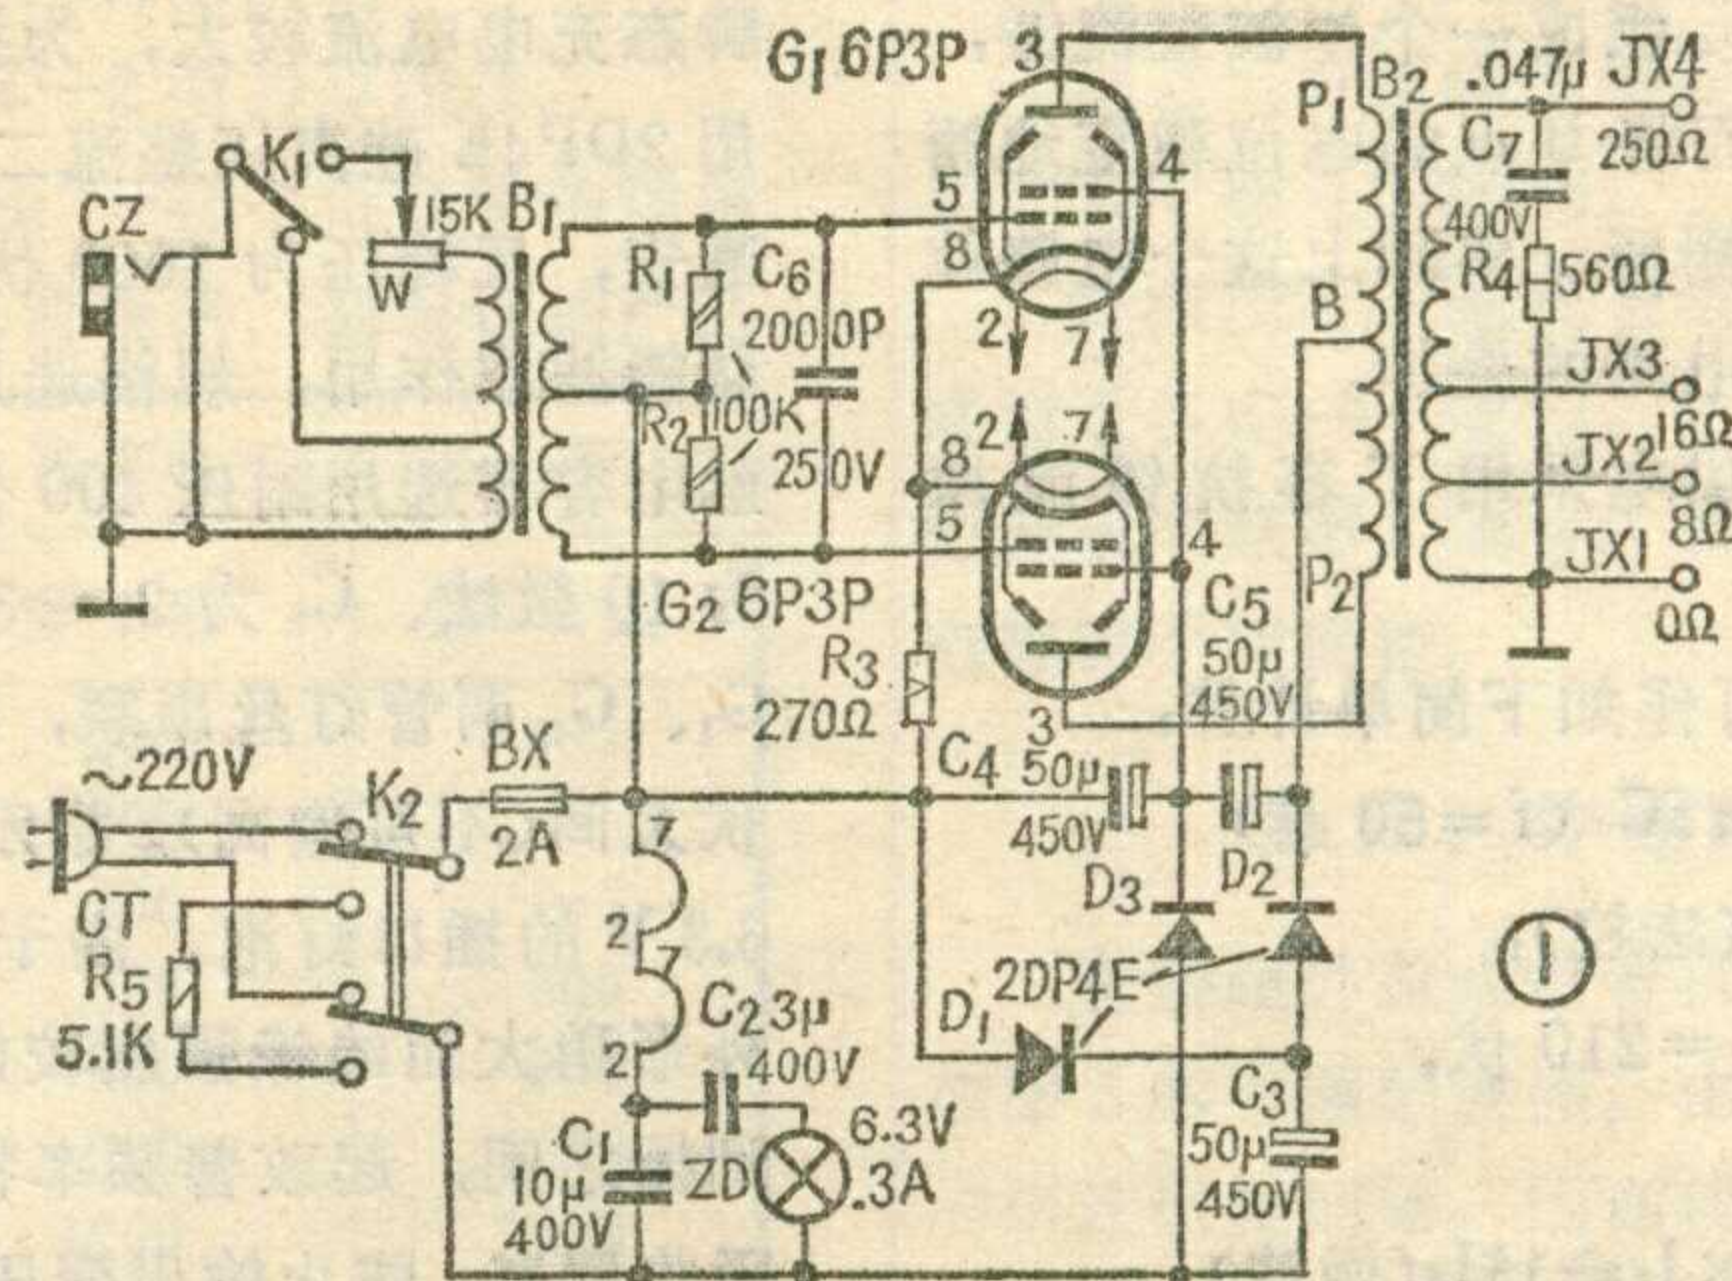 G1 6P3P
3
P1
B2
.047μ
JX4
250Ω
CZ
K1
15K
B1
W
5
4
8
C7
400V
R1
C6
2000P
R4
560Ω
B
2
7
JX3
16Ω
R2
100K
250V
2
7
8
5
4
JX2
8Ω
G2 6P3P
P2
JX1
0Ω
R3
270Ω
C5
50μ
450V
3
~220V
K2
BX
2A
C4
50μ
450V
CT
7
2
D3
D2
R5
5.1K
7
2
C2 3μ
400V
D1
2DP4E
1
C1
10μ
400V
ZD
6.3V
.3A
C3
50μ
450V